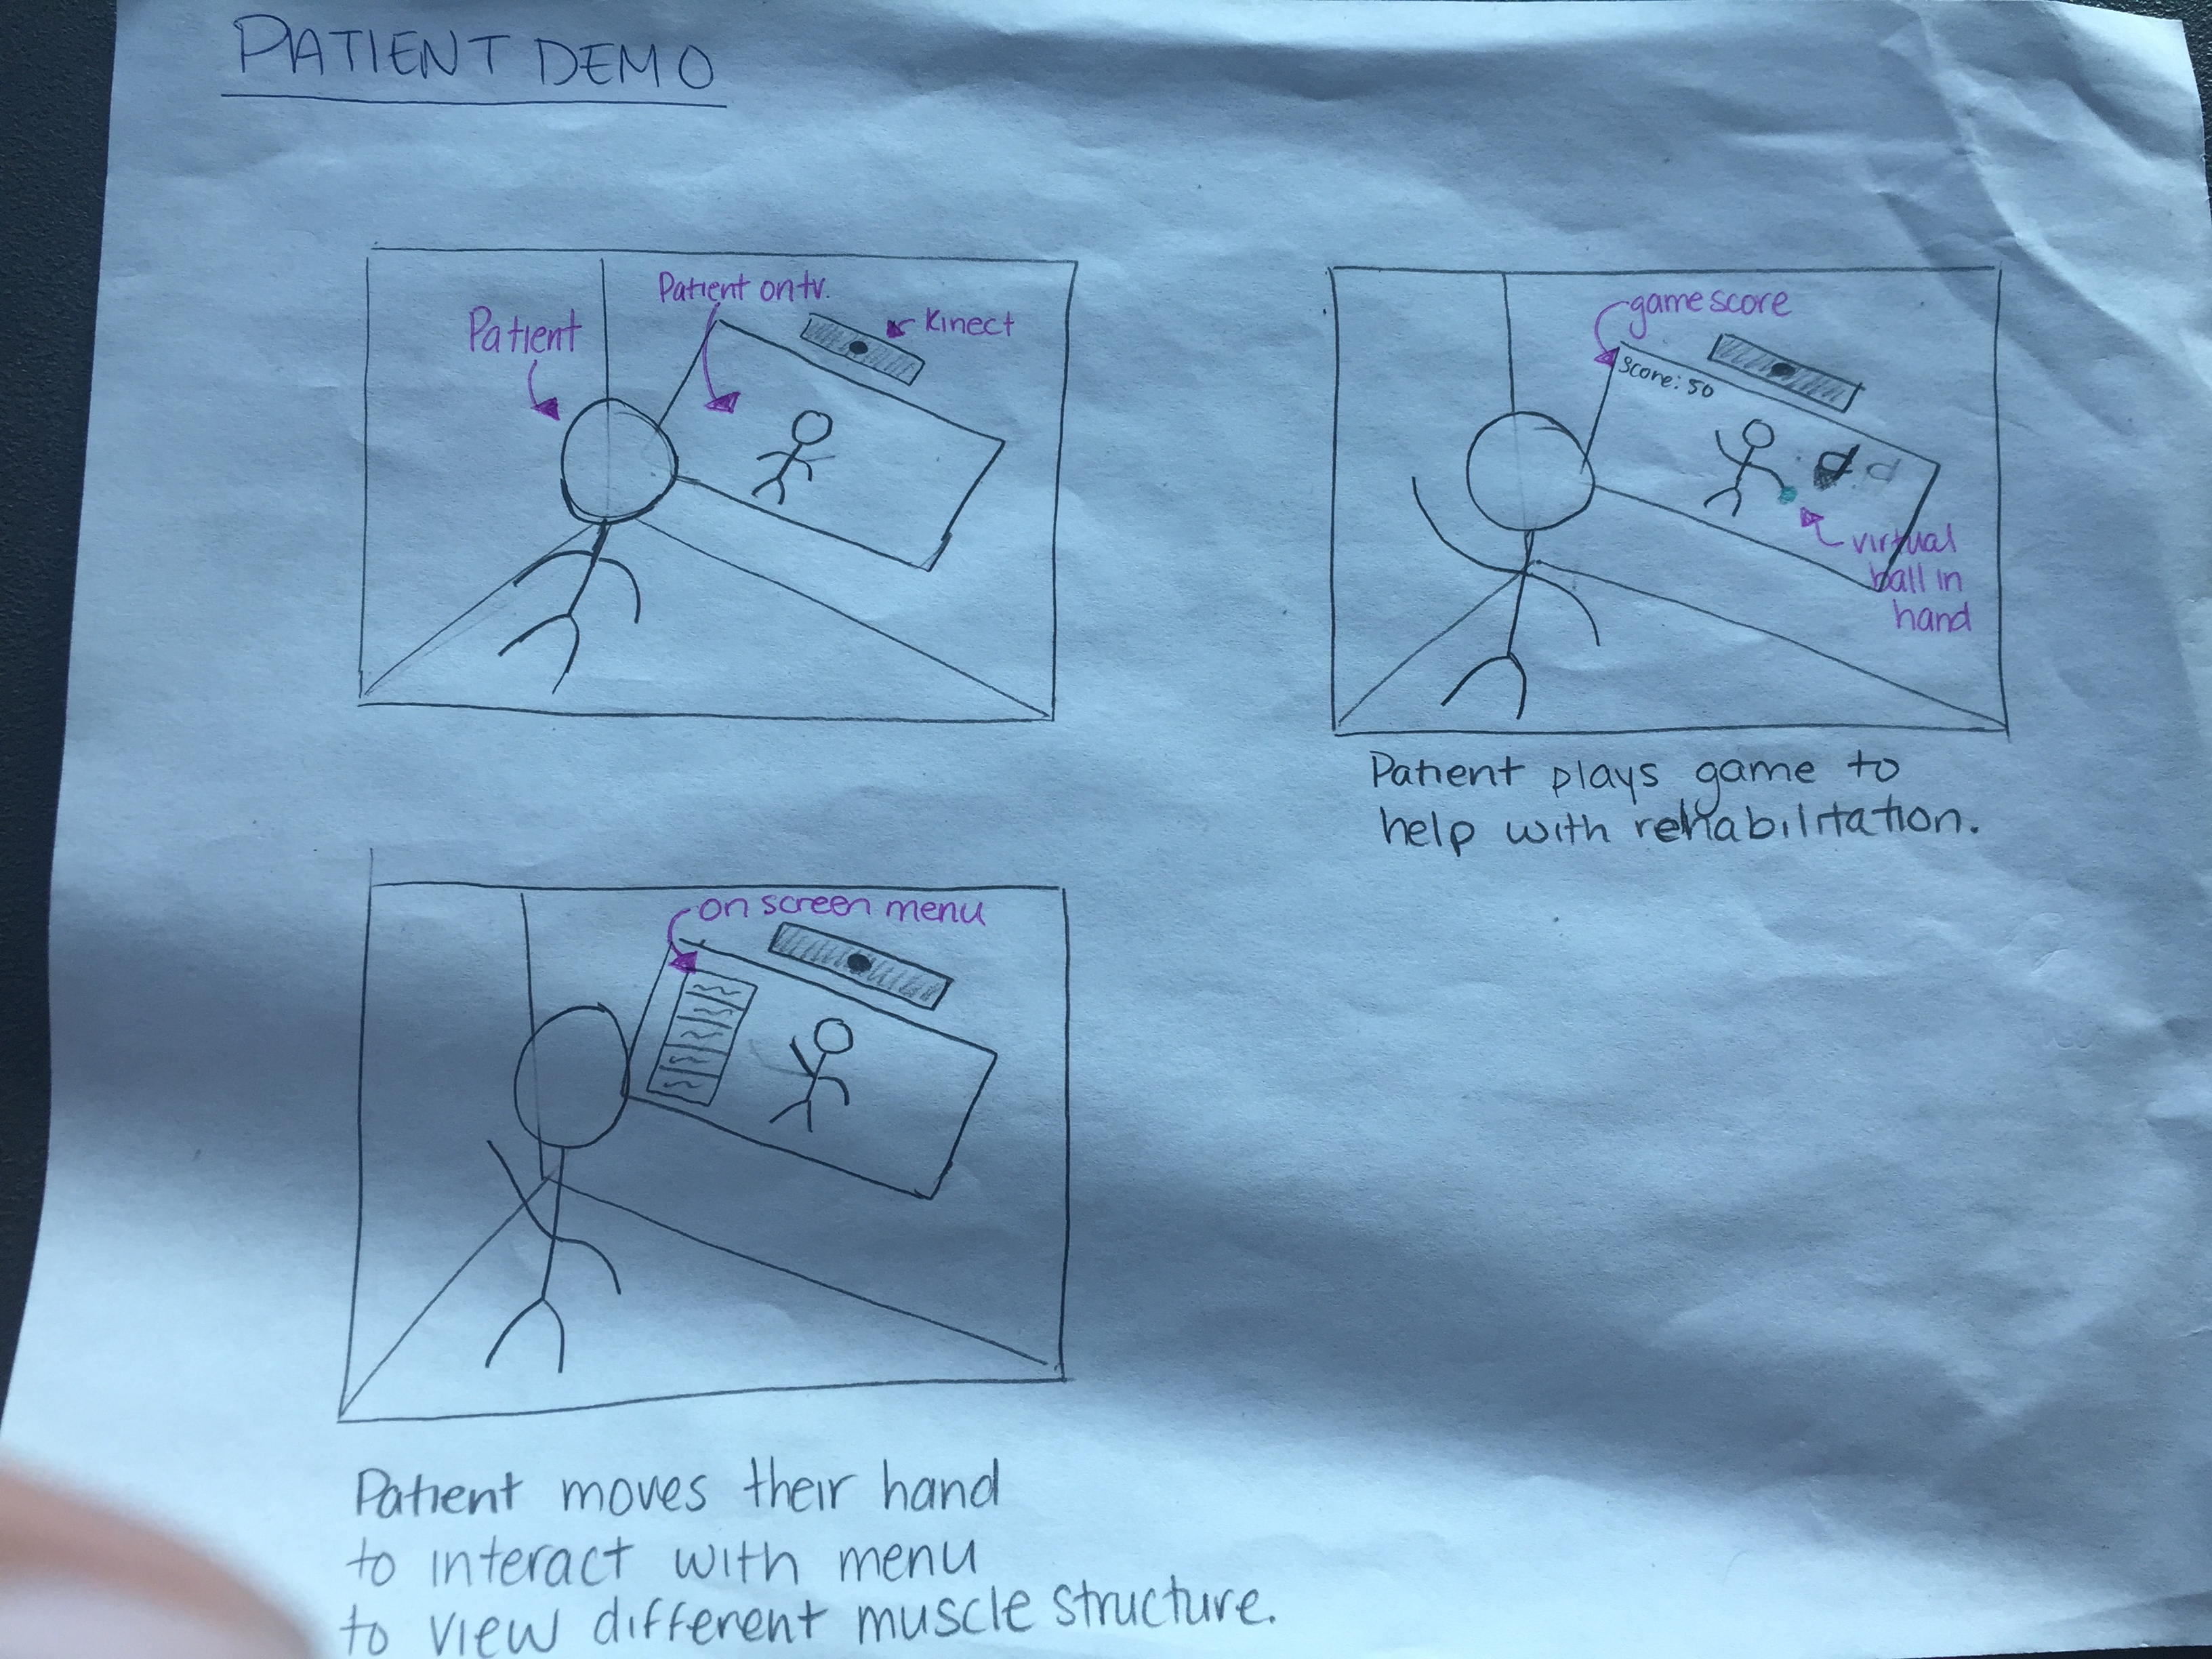 PATIENT DEMO
Patient
Patient on tv.
Kinect
game score
Score: 50
virtual
ball in
hand
Patient plays game to
help with rehabilitation.
on screen menu
Patient moves their hand
to interact with menu
to view different muscle structure.